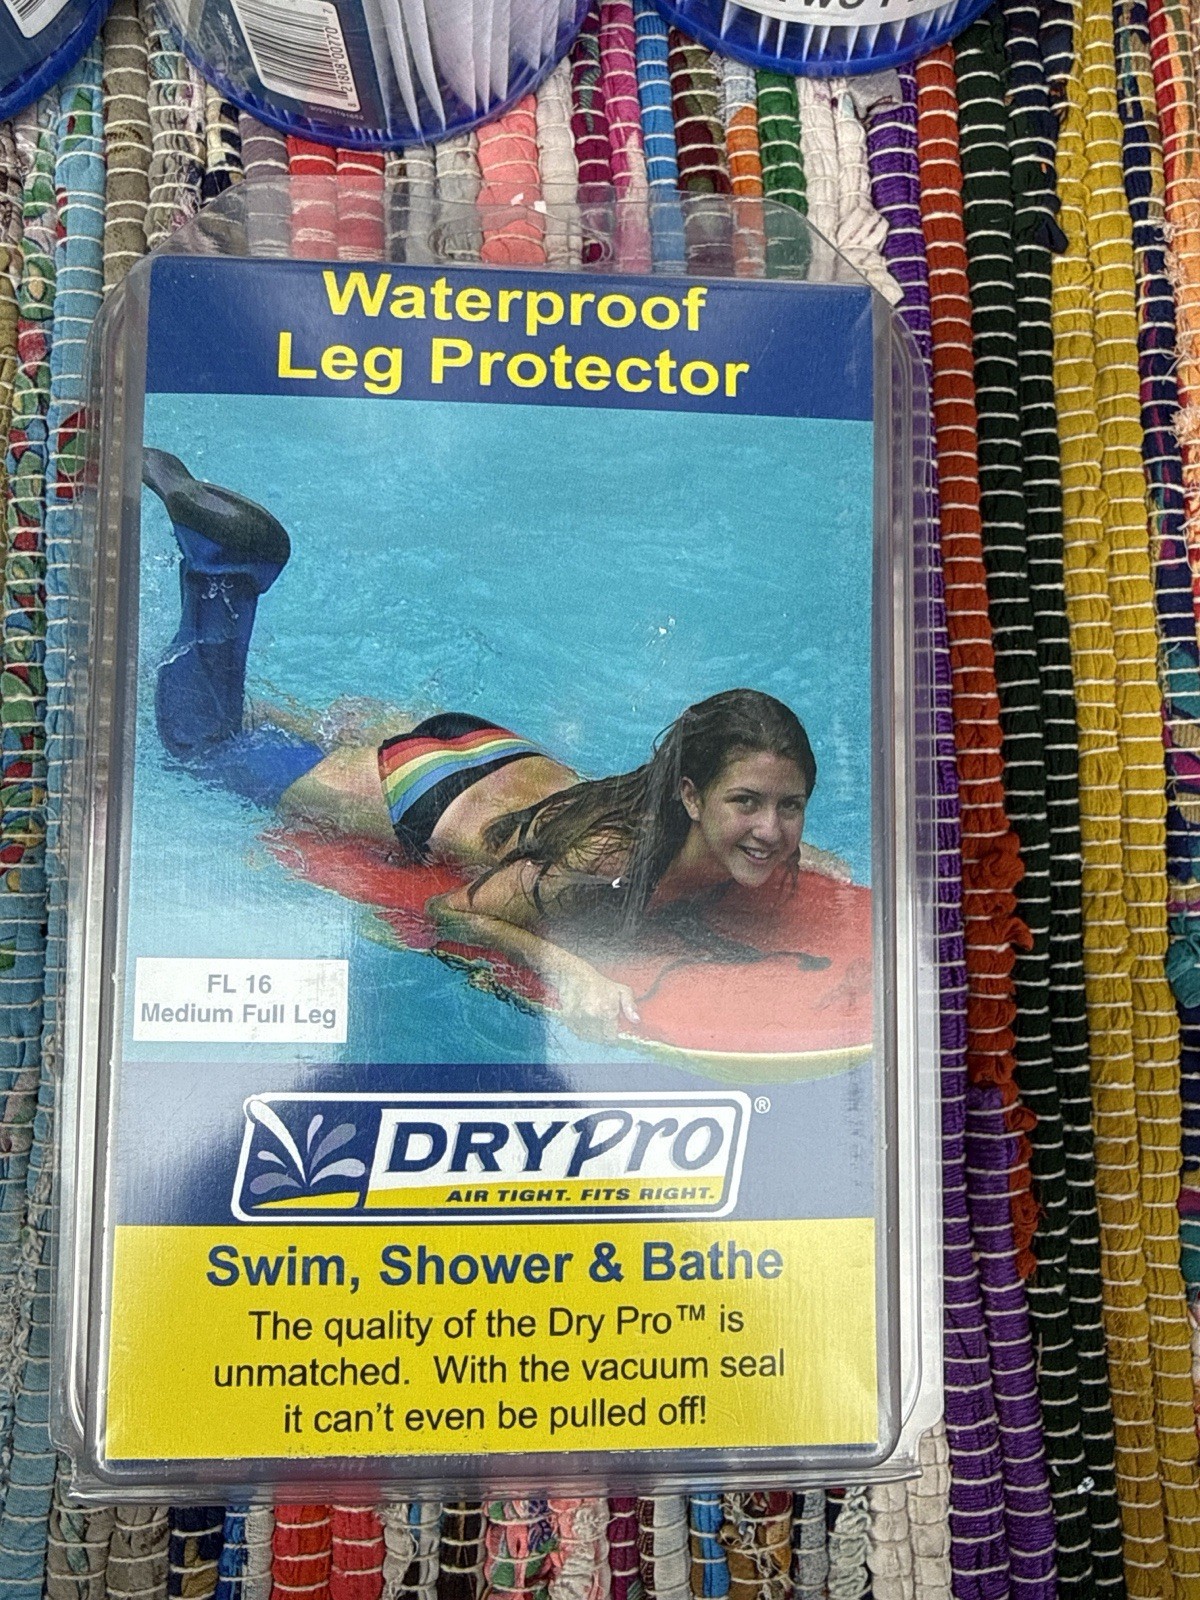 Waterproof
Leg Protector
FL 16
Medium Full Leg
DRYPro®
AIR TIGHT. FITS RIGHT.
Swim, Shower & Bathe
The quality of the Dry Pro™ is
unmatched. With the vacuum seal
it can't even be pulled off!